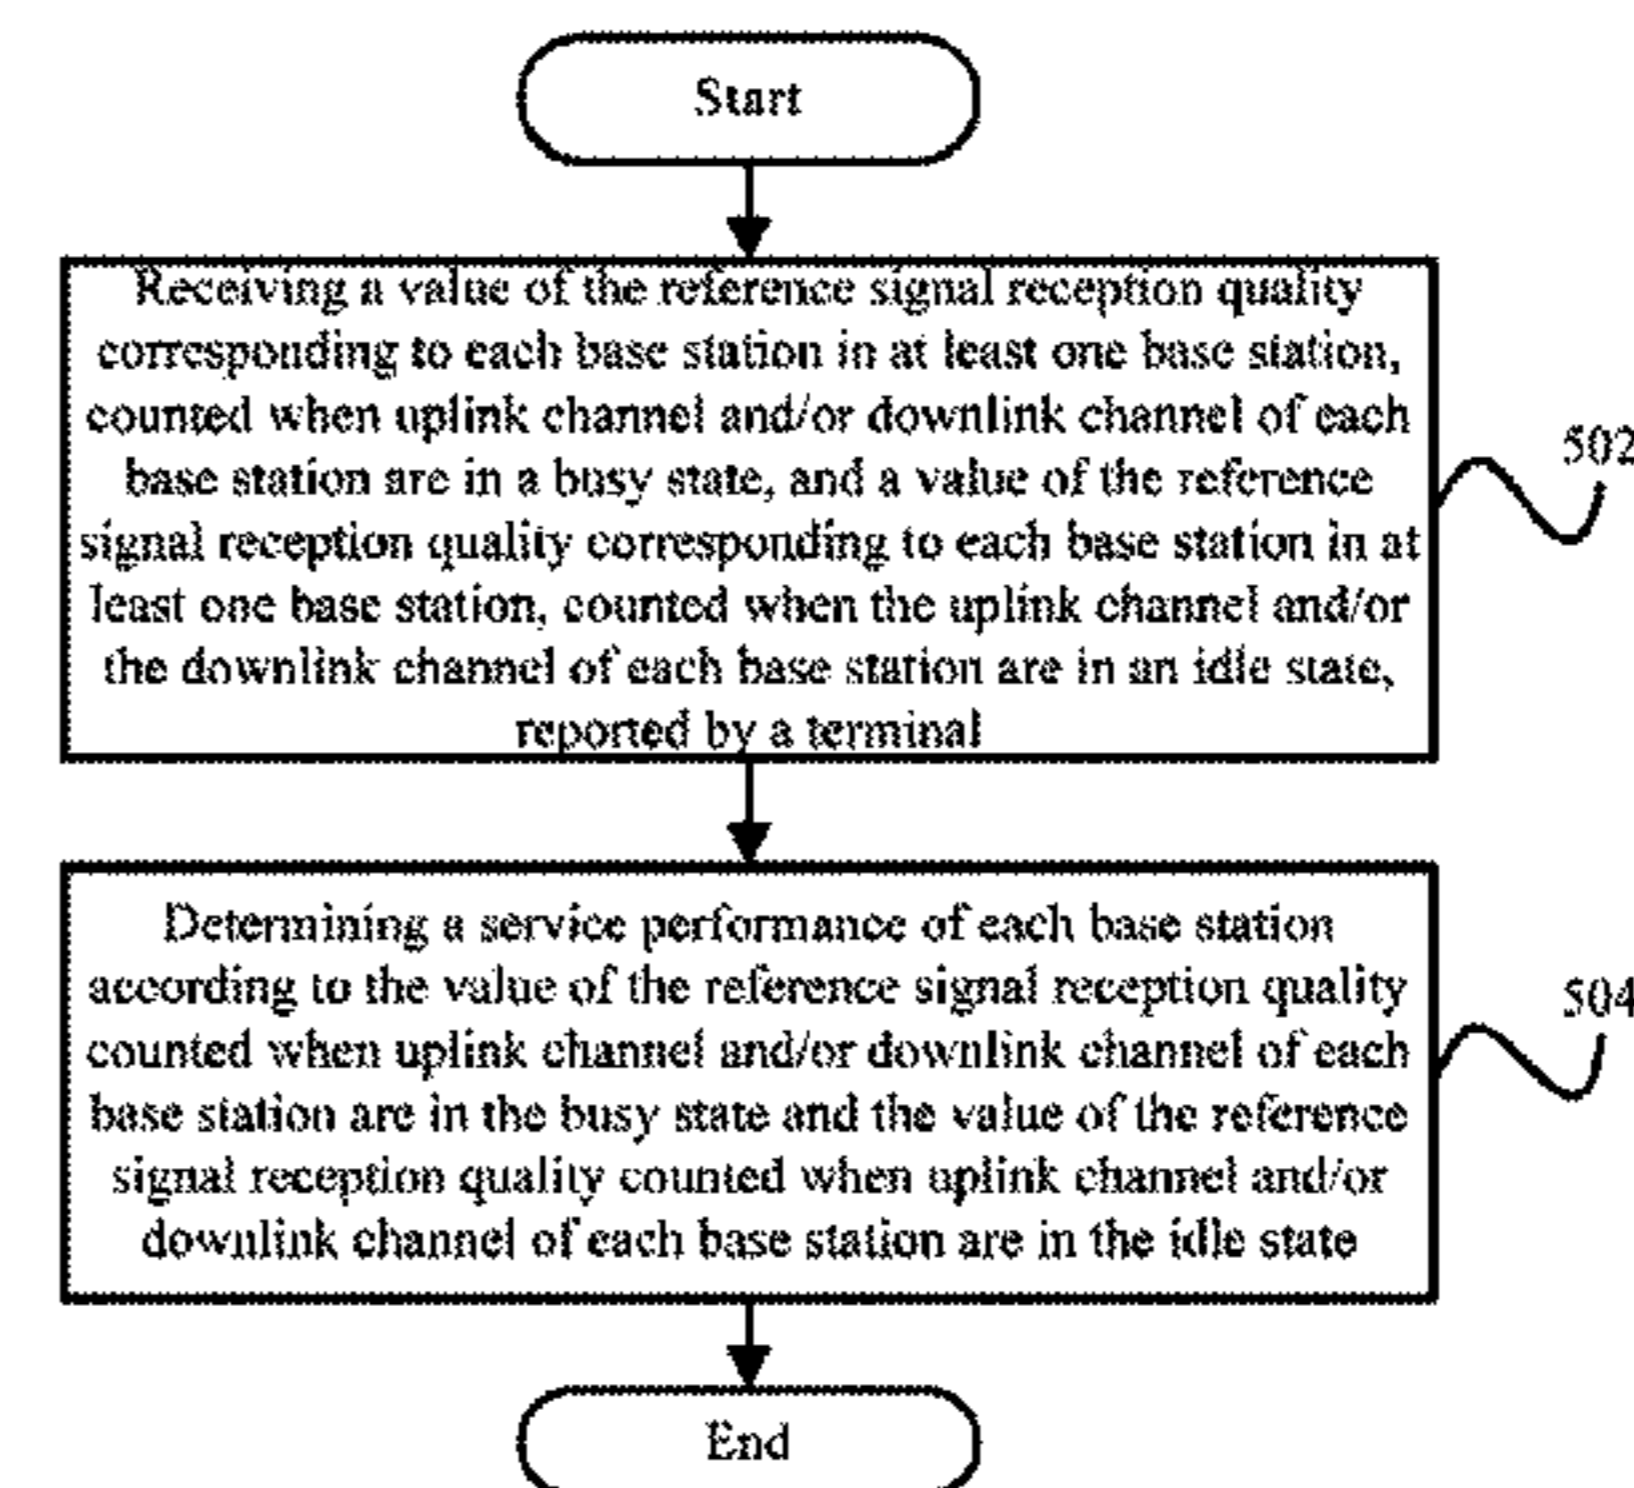 Start
Receiving a value of the reference signal reception quality
corresponding to each base station in at least one base station,
counted when uplink channel and/or downlink channel of each
base station are in a busy state, and a value of the reference
signal reception quality corresponding to each base station in at
least one base station, counted when the uplink channel and/or
the downlink channel of each base station are in an idle state,
reported by a terminal
502
Determining a service performance of each base station
according to the value of the reference signal reception quality
counted when uplink channel and/or downlink channel of each
base station are in the busy state and the value of the reference
signal reception quality counted when uplink channel and/or
downlink channel of each base station are in the idle state
504
End